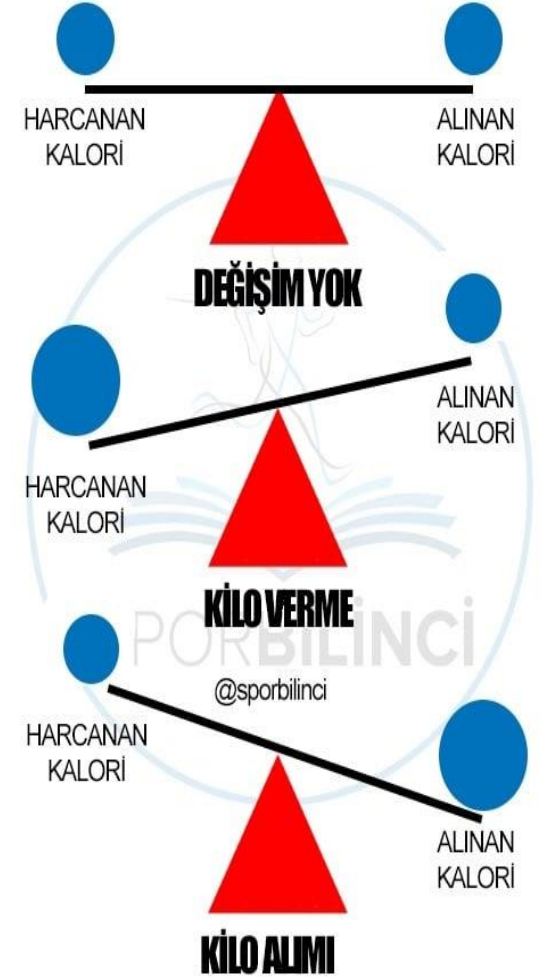 HARCANAN
KALORİ
ALINAN
KALORİ
DEĞİŞİM YOK
ALINAN
KALORİ
HARCANAN
KALORİ
KİLO VERME
PORBİLİNCİ
@sporbilinci
HARCANAN
KALORİ
ALINAN
KALORİ
KİLO ALIMI